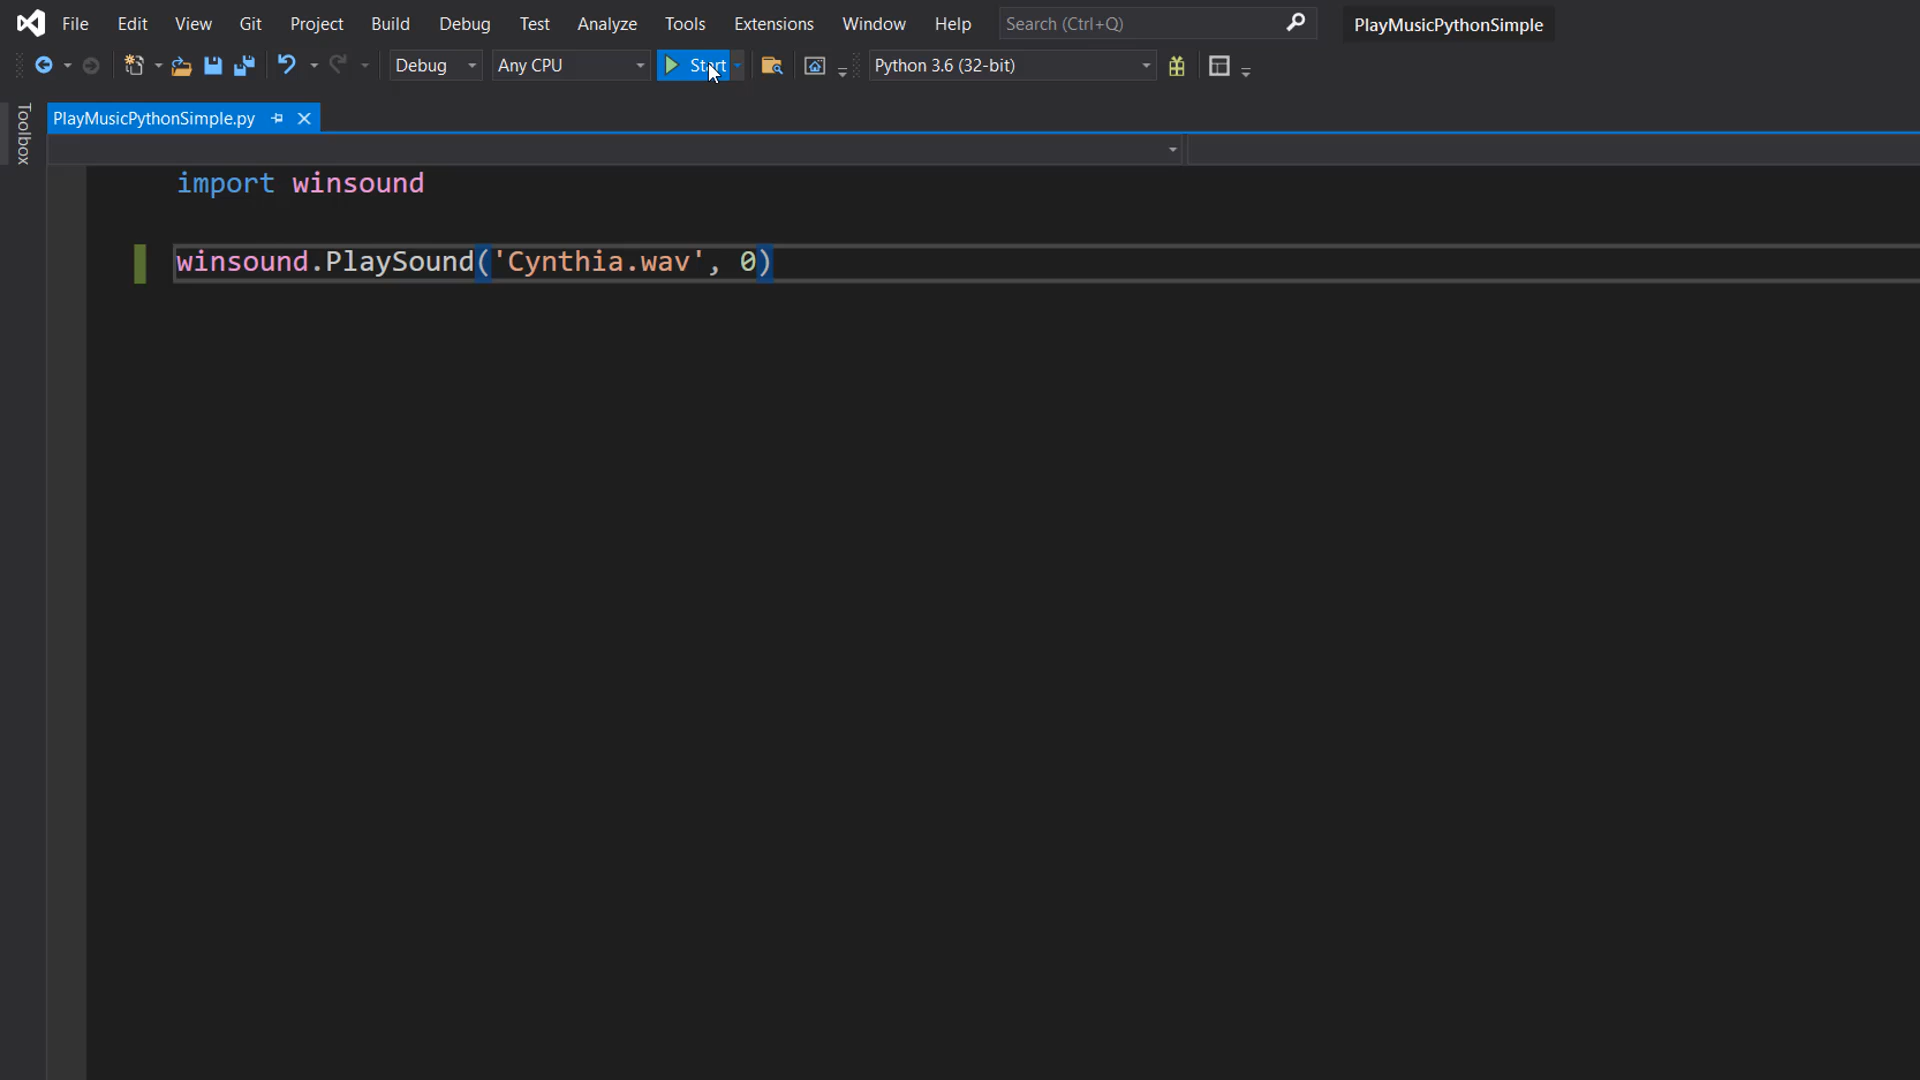 File Edit View Git Project Build Debug Test Analyze Tools Extensions Window Help Search (Ctrl+Q) PlayMusicPythonSimple
Debug Any CPU Start Python 3.6 (32-bit)
Toolbox
PlayMusicPythonSimple.py
import winsound
winsound.PlaySound('Cynthia.wav', 0)